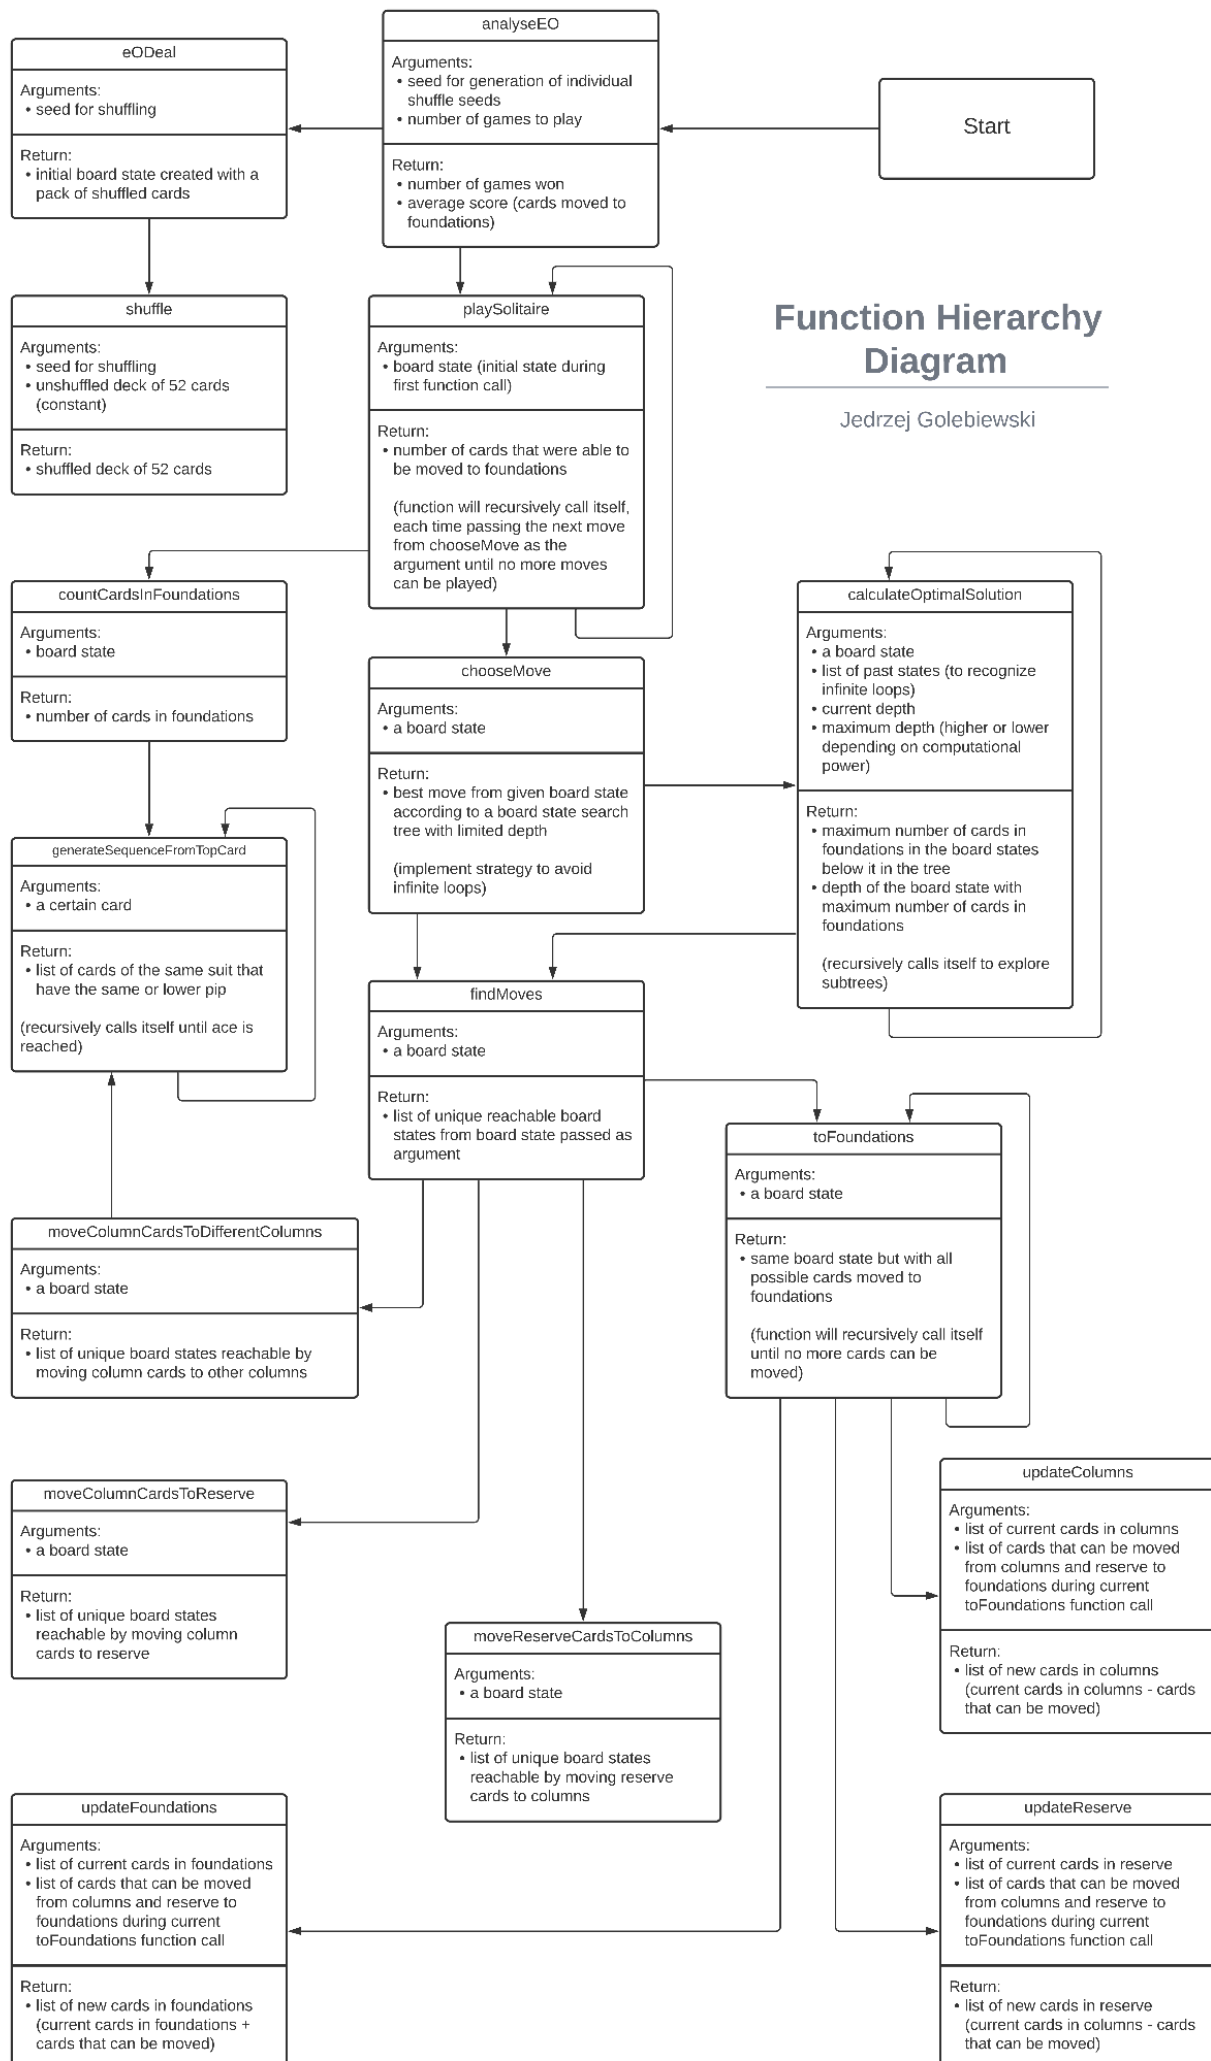 analyseEO
Arguments:
• seed for generation of individual
shuffle seeds
• number of games to play
Return:
• number of games won
• average score (cards moved to
foundations)
eODeal
Arguments:
• seed for shuffling
Return:
• initial board state created with a
pack of shuffled cards
Start
Function Hierarchy
Diagram
Jedrzej Golebiewski
shuffle
Arguments:
• seed for shuffling
• unshuffled deck of 52 cards
(constant)
Return:
• shuffled deck of 52 cards
playSolitaire
Arguments:
• board state (initial state during
first function call)
Return:
• number of cards that were able to
be moved to foundations
(function will recursively call itself,
each time passing the next move
from chooseMove as the
argument until no more moves
can be played)
countCardsInFoundations
Arguments:
• board state
Return:
• number of cards in foundations
chooseMove
Arguments:
• a board state
Return:
• best move from given board state
according to a board state search
tree with limited depth
(implement strategy to avoid
infinite loops)
calculateOptimalSolution
Arguments:
• a board state
• list of past states (to recognize
infinite loops)
• current depth
• maximum depth (higher or lower
depending on computational
power)
Return:
• maximum number of cards in
foundations in the board states
below it in the tree
• depth of the board state with
maximum number of cards in
foundations
(recursively calls itself to explore
subtrees)
generateSequenceFromTopCard
Arguments:
• a certain card
Return:
• list of cards of the same suit that
have the same or lower pip
(recursively calls itself until ace is
reached)
findMoves
Arguments:
• a board state
Return:
• list of unique reachable board
states from board state passed as
argument
toFoundations
Arguments:
• a board state
Return:
• same board state but with all
possible cards moved to
foundations
(function will recursively call itself
until no more cards can be
moved)
moveColumnCardsToDifferentColumns
Arguments:
• a board state
Return:
• list of unique board states reachable by
moving column cards to other columns
moveColumnCardsToReserve
Arguments:
• a board state
Return:
• list of unique board states
reachable by moving column
cards to reserve
updateColumns
Arguments:
• list of current cards in columns
• list of cards that can be moved
from columns and reserve to
foundations during current
toFoundations function call
Return:
• list of new cards in columns
(current cards in columns - cards
that can be moved)
moveReserveCardsToColumns
Arguments:
• a board state
Return:
• list of unique board states
reachable by moving reserve
cards to columns
updateFoundations
Arguments:
• list of current cards in foundations
• list of cards that can be moved
from columns and reserve to
foundations during current
toFoundations function call
Return:
• list of new cards in foundations
(current cards in foundations +
cards that can be moved)
updateReserve
Arguments:
• list of current cards in reserve
• list of cards that can be moved
from columns and reserve to
foundations during current
toFoundations function call
Return:
• list of new cards in reserve
(current cards in columns - cards
that can be moved)